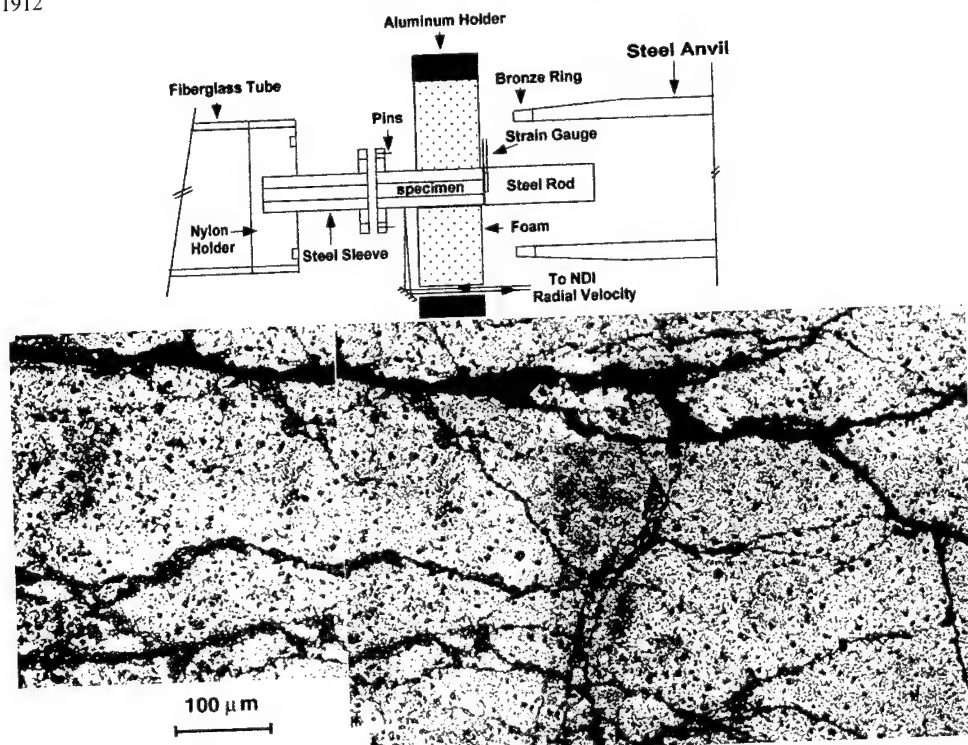 1912
Aluminum Holder
Steel Anvil
Bronze Ring
Fiberglass Tube
Pins
Strain Gauge
specimen
Steel Rod
Nylon
Holder
Steel Sleeve
Foam
To NDI
Radial Velocity
100 μm